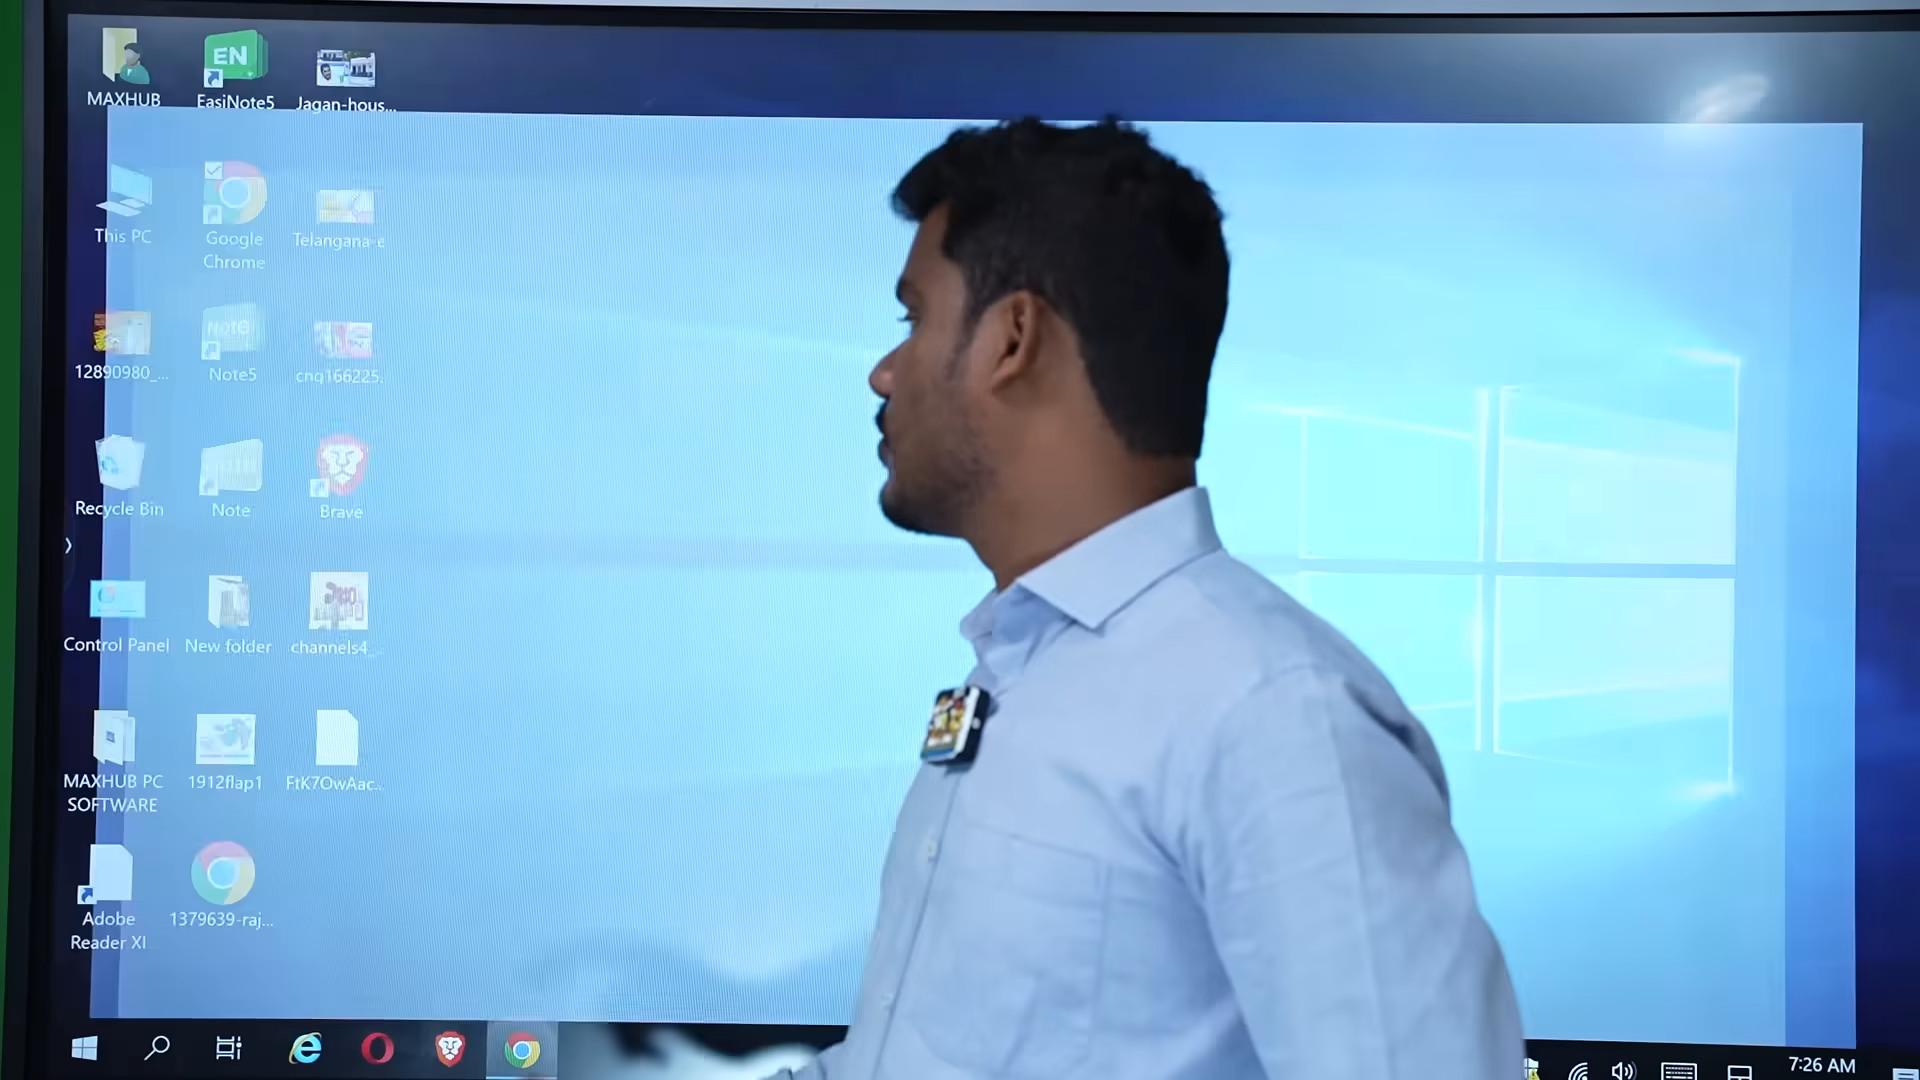 MAXHUB
EN
EasiNote5
Jagan-hous...
This PC
Google
Chrome
Telangana-e
12890980_...
Note5
cnq166225.
Recycle Bin
Note
Brave
Control Panel
New folder
channels4_...
MAXHUB PC
SOFTWARE
1912flap1
FtK7OwAac...
Adobe
Reader XI
1379639-raj...
7:26 AM